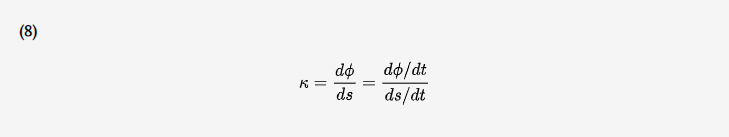 (8)
κ = dϕ/ds = (dϕ/dt)/(ds/dt)